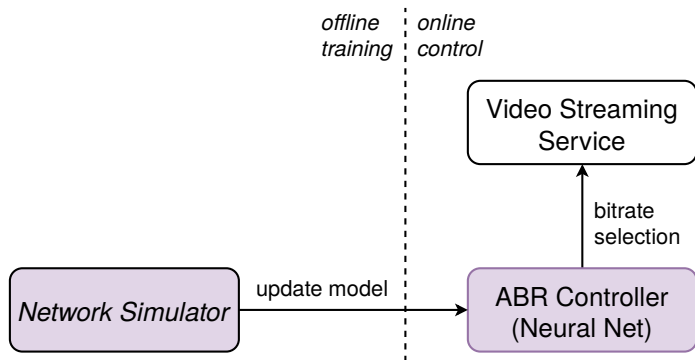 offline
training
online
control
Video Streaming
Service
bitrate
selection
Network Simulator
update model
ABR Controller
(Neural Net)